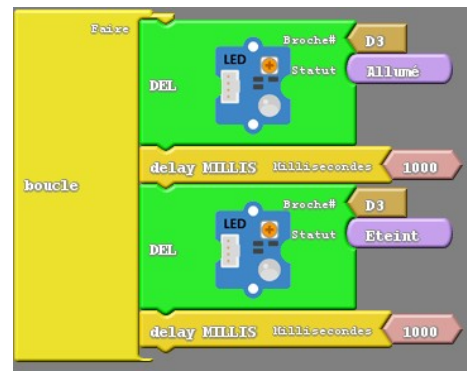 Faire
Broche# D3
LED
Statut Allumé
DEL
delay MILLIS Millisecondes 1000
boucle
Broche# D3
LED
Statut Eteint
DEL
delay MILLIS Millisecondes 1000